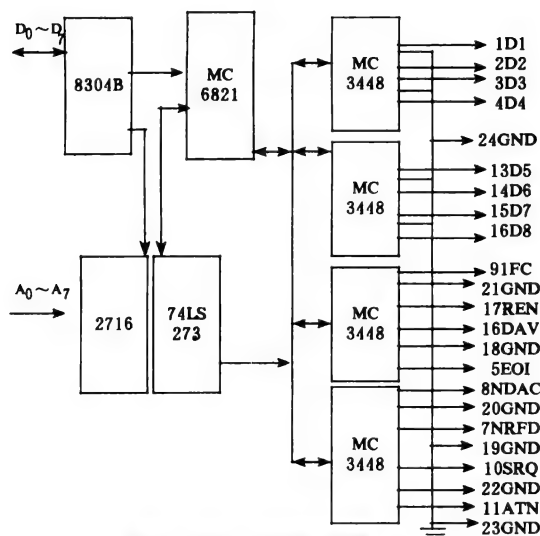 D₀～D₇
8304B
MC
6821
MC
3448
1D1
2D2
3D3
4D4
24GND
MC
3448
13D5
14D6
15D7
16D8
A₀～A₇
2716
74LS
273
MC
3448
91FC
21GND
17REN
16DAV
18GND
5EOI
MC
3448
8NDAC
20GND
7NRFD
19GND
10SRQ
22GND
11ATN
23GND